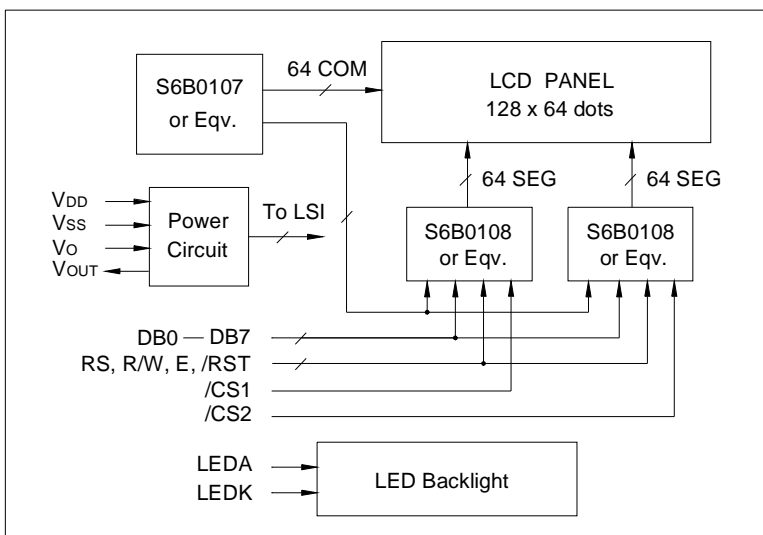 64 COM
S6B0107
or Eqv.
LCD PANEL
128 x 64 dots
64 SEG
64 SEG
VDD
VSS
VO
VOUT
Power
Circuit
To LSI
S6B0108
or Eqv.
S6B0108
or Eqv.
DB0 — DB7
RS, R/W, E, /RST
/CS1
/CS2
LEDA
LEDK
LED Backlight